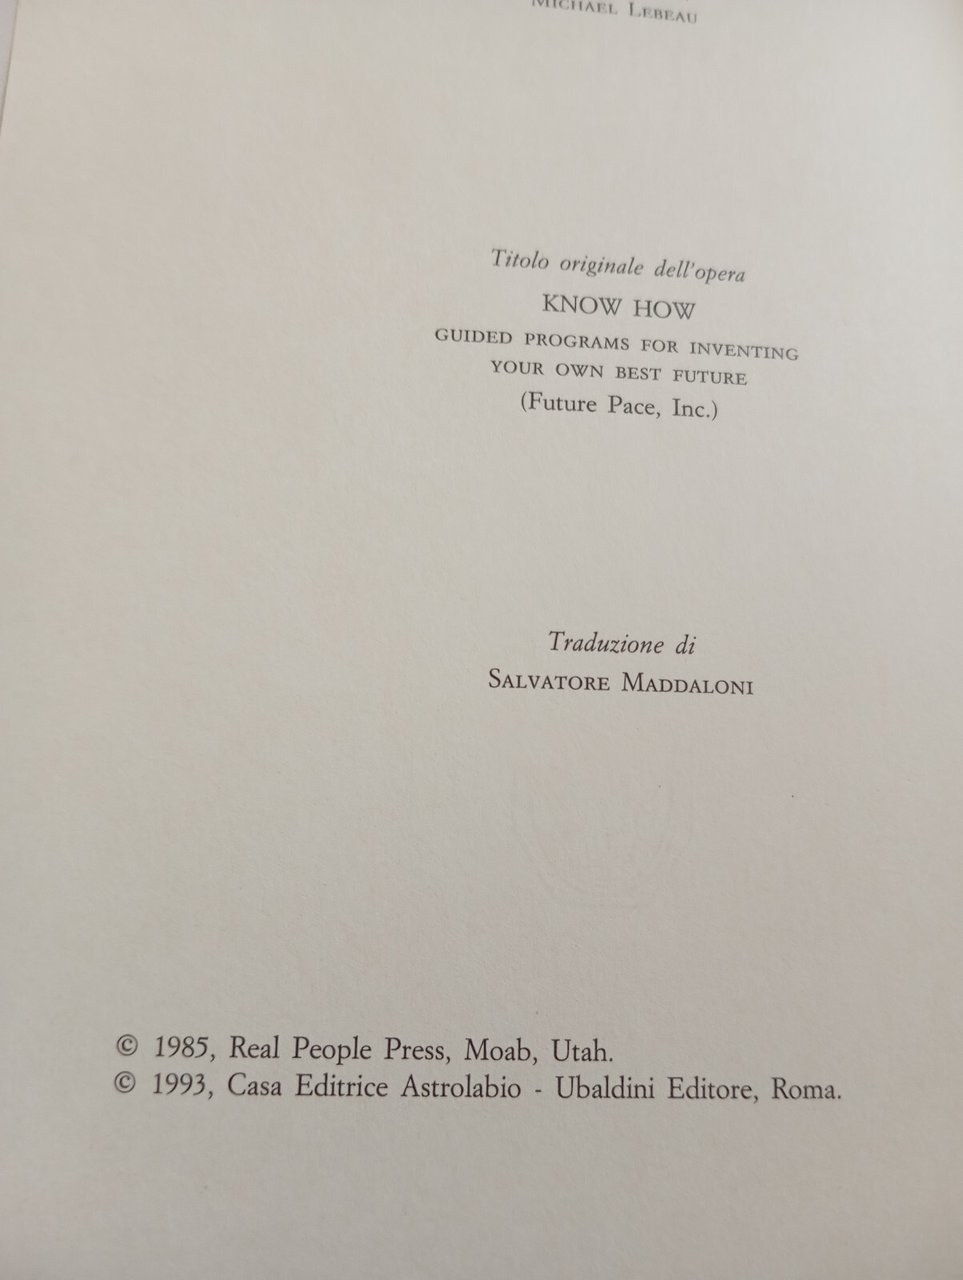 Michael Lebeau
Titolo originale dell'opera
KNOW HOW
GUIDED PROGRAMS FOR INVENTING
YOUR OWN BEST FUTURE
(Future Pace, Inc.)
Traduzione di
Salvatore Maddaloni
© 1985, Real People Press, Moab, Utah.
© 1993, Casa Editrice Astrolabio - Ubaldini Editore, Roma.